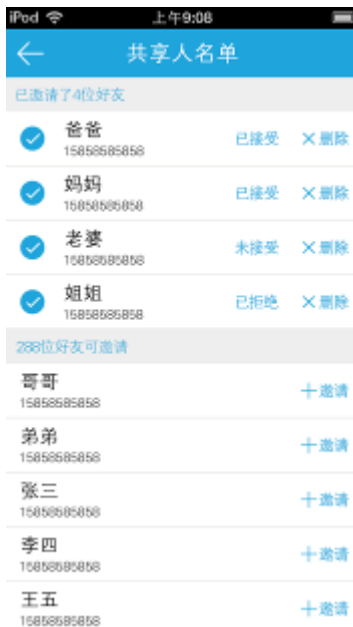 iPod 上午9:08
共享人名单
已邀请了4位好友
爸爸
15858585858
已接受 删除
妈妈
15858585858
已接受 删除
老婆
15858585858
未接受 删除
姐姐
15858585858
已拒绝 删除
288位好友可邀请
哥哥
15858585858
邀请
弟弟
15858585858
邀请
张三
15858585858
邀请
李四
15858585858
邀请
王五
15858585858
邀请